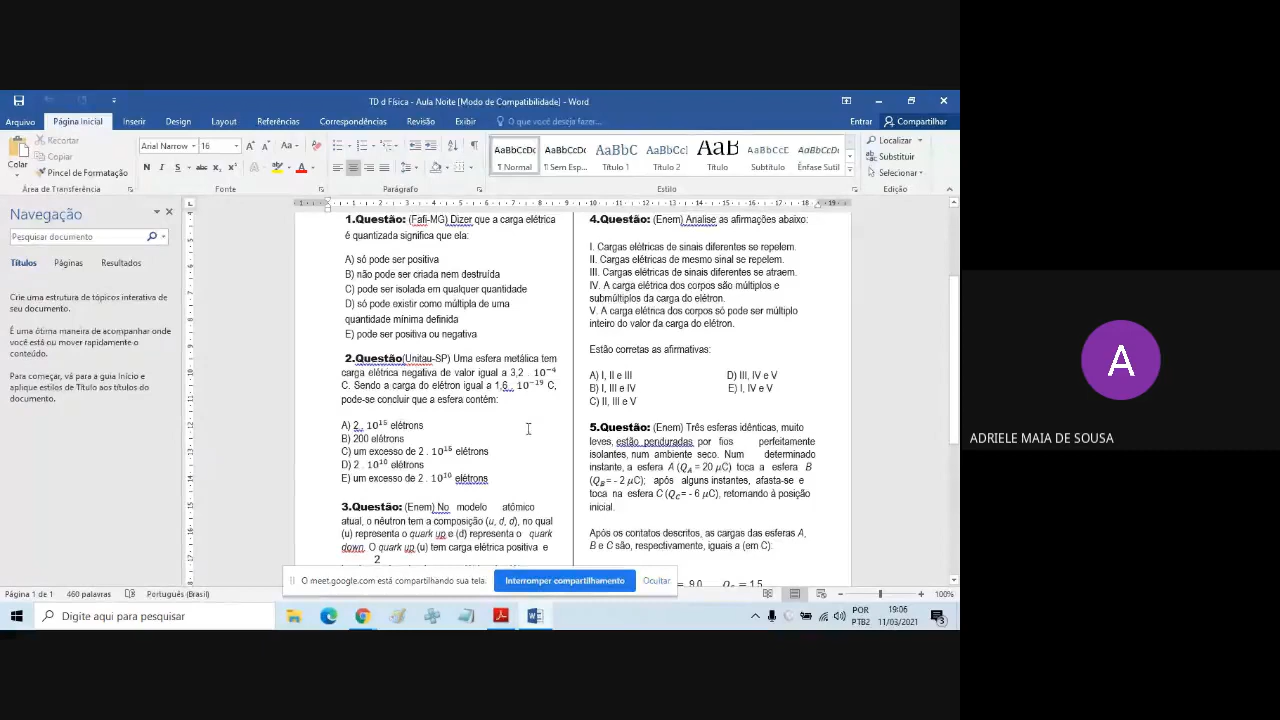 TD d Física - Aula Noite [Modo de Compatibilidade] - Word
Arquivo Página Inicial Inserir Design Layout Referências Correspondências Revisão Exibir O que você deseja fazer... Entrar Compartilhar
Colar
Recortar
Copiar
Pincel de Formatação
Área de Transferência
Arial Narrow 16
Fonte
Parágrafo
AaBbCcDc AaBbCcDc AaBbC AaBbCcI AaB AaBbCcD AaBbCcDc
¶ Normal ¶ Sem Esp... Título 1 Título 2 Título Subtítulo Ênfase Sutil
Estilo
Localizar
Substituir
Selecionar
Edição
Navegação
Pesquisar documento
Títulos Páginas Resultados
Crie uma estrutura de tópicos interativa de
seu documento.
É uma ótima maneira de acompanhar onde
você está ou mover rapidamente o
conteúdo.
Para começar, vá para a guia Página Inicial e
aplique estilos de Título aos títulos do
documento.
1.Questão: (Fafi-MG) Dizer que a carga elétrica
é quantizada significa que ela:
A) só pode ser positiva
B) não pode ser criada nem destruída
C) pode ser isolada em qualquer quantidade
D) só pode existir como múltipla de uma
quantidade mínima definida
E) pode ser positiva ou negativa
2.Questão(Unitau-SP) Uma esfera metálica tem
carga elétrica negativa de valor igual a 3,2 . 10⁻⁴
C. Sendo a carga do elétron igual a 1,6 . 10⁻¹⁹ C,
pode-se concluir que a esfera contém:
A) 2 . 10¹⁵ elétrons
B) 200 elétrons
C) um excesso de 2 . 10¹⁵ elétrons
D) 2 . 10¹⁰ elétrons
E) um excesso de 2 . 10¹⁰ elétrons
3.Questão: (Enem) No modelo atômico
atual, o nêutron tem a composição (u, d, d), no qual
(u) representa o quark up e (d) representa o quark
down. O quark up (u) tem carga elétrica positiva e
2
4.Questão: (Enem) Analise as afirmações abaixo:
I. Cargas elétricas de sinais diferentes se repelem.
II. Cargas elétricas de mesmo sinal se repelem.
III. Cargas elétricas de sinais diferentes se atraem.
IV. A carga elétrica dos corpos são múltiplos e
submúltiplos da carga do elétron.
V. A carga elétrica dos corpos só pode ser múltiplo
inteiro do valor da carga do elétron.
Estão corretas as afirmativas:
A) I, II e III D) III, IV e V
B) I, III e IV E) I, IV e V
C) II, III e V
5.Questão: (Enem) Três esferas idênticas, muito
leves, estão penduradas por fios perfeitamente
isolantes, num ambiente seco. Num determinado
instante, a esfera A (Q_A = 20 μC) toca a esfera B
(Q_B= - 2 μC); após alguns instantes, afasta-se e
toca na esfera C (Q_C= - 6 μC), retornando à posição
inicial.
Após os contatos descritos, as cargas das esferas A,
B e C são, respectivamente, iguais a (em C):
= 9,0 = 1,5
O meet.google.com está compartilhando sua tela. Interromper compartilhamento Ocultar
Página 1 de 1 460 palavras Português (Brasil) 100%
Digite aqui para pesquisar
POR
PTB2
19:06
11/03/2021
3
A
ADRIELE MAIA DE SOUSA